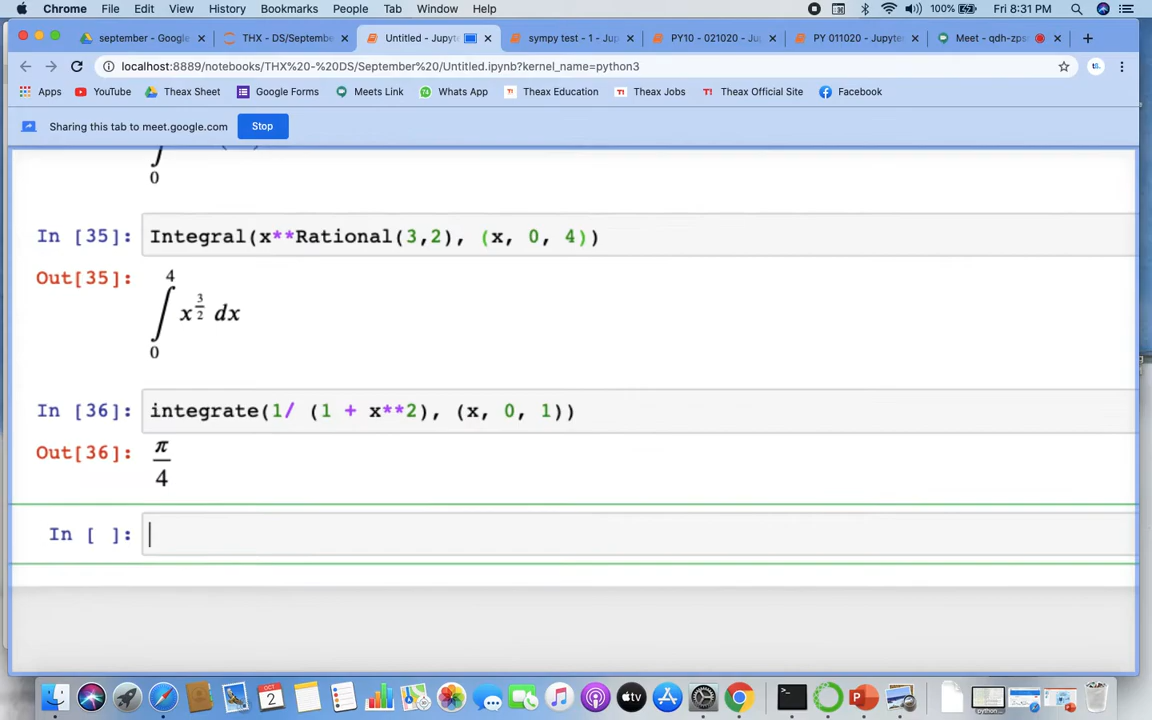 Chrome File Edit View History Bookmarks People Tab Window Help 100% Fri 8:31 PM
september - Google THX - DS/Septembe Untitled - Jupyte sympy test - 1 - Jup PY10 - 021020 - Ju PY 011020 - Jupyter Meet - qdh-zps
localhost:8889/notebooks/THX%20-%20DS/September%20/Untitled.ipynb?kernel_name=python3
Apps YouTube Theax Sheet Google Forms Meets Link Whats App Theax Education Theax Jobs Theax Official Site Facebook
Sharing this tab to meet.google.com Stop
∫
0
In [35]: Integral(x**Rational(3,2), (x, 0, 4))
Out[35]: 4
∫ x 3/2 dx
0
In [36]: integrate(1/ (1 + x**2), (x, 0, 1))
Out[36]: π
4
In [ ]:
OCT
2
tv
python